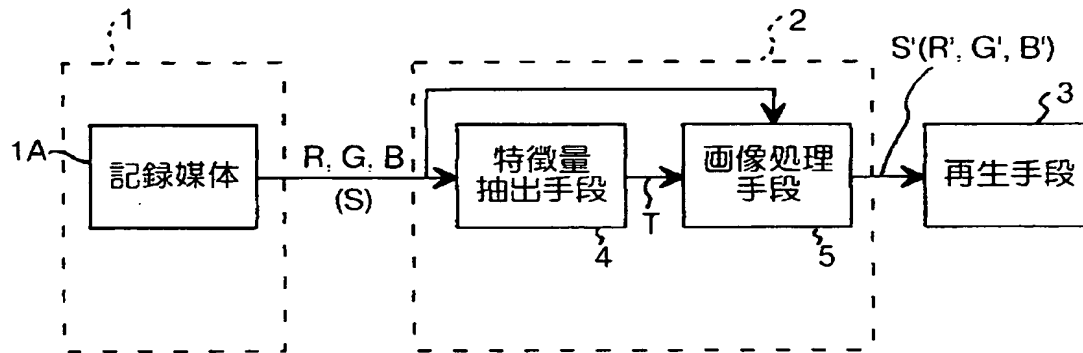 1
2
S'(R', G', B')
3
1A
記録媒体
R, G, B
(S)
特徴量
抽出手段
T
4
画像処理
手段
5
再生手段